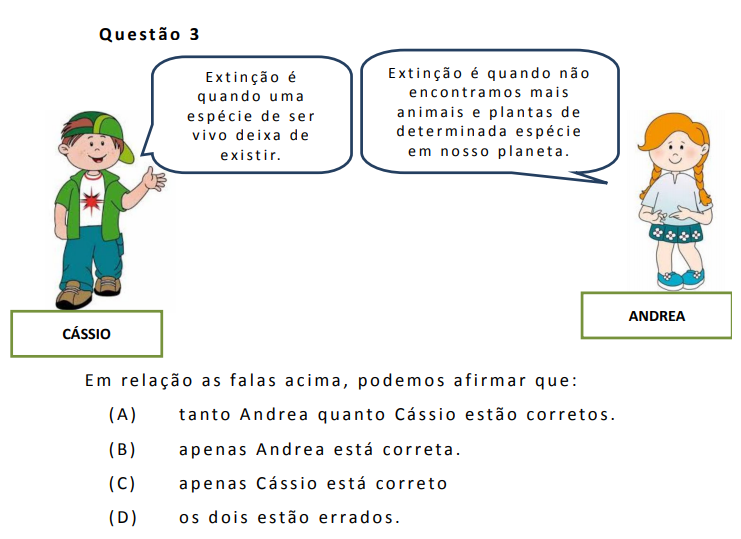 Questão 3
Extinção é
quando uma
espécie de ser
vivo deixa de
existir.
Extinção é quando não
encontramos mais
animais e plantas de
determinada espécie
em nosso planeta.
CÁSSIO
ANDREA
Em relação as falas acima, podemos afirmar que:
(A) tanto Andrea quanto Cássio estão corretos.
(B) apenas Andrea está correta.
(C) apenas Cássio está correto
(D) os dois estão errados.